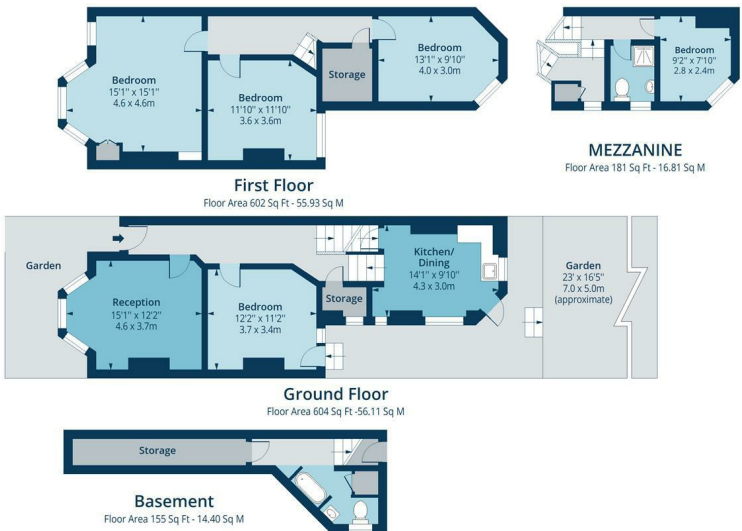 Bedroom
15'1" x 15'1"
4.6 x 4.6m
Bedroom
11'10" x 11'10"
3.6 x 3.6m
Storage
Bedroom
13'1" x 9'10"
4.0 x 3.0m
First Floor
Floor Area 602 Sq Ft - 55.93 Sq M
Bedroom
9'2" x 7'10"
2.8 x 2.4m
MEZZANINE
Floor Area 181 Sq Ft - 16.81 Sq M
Garden
Reception
15'1" x 12'2"
4.6 x 3.7m
Bedroom
12'2" x 11'2"
3.7 x 3.4m
Storage
Kitchen/
Dining
14'1" x 9'10"
4.3 x 3.0m
Garden
23' x 16'5"
7.0 x 5.0m
(approximate)
Ground Floor
Floor Area 604 Sq Ft -56.11 Sq M
Storage
Basement
Floor Area 155 Sq Ft - 14.40 Sq M